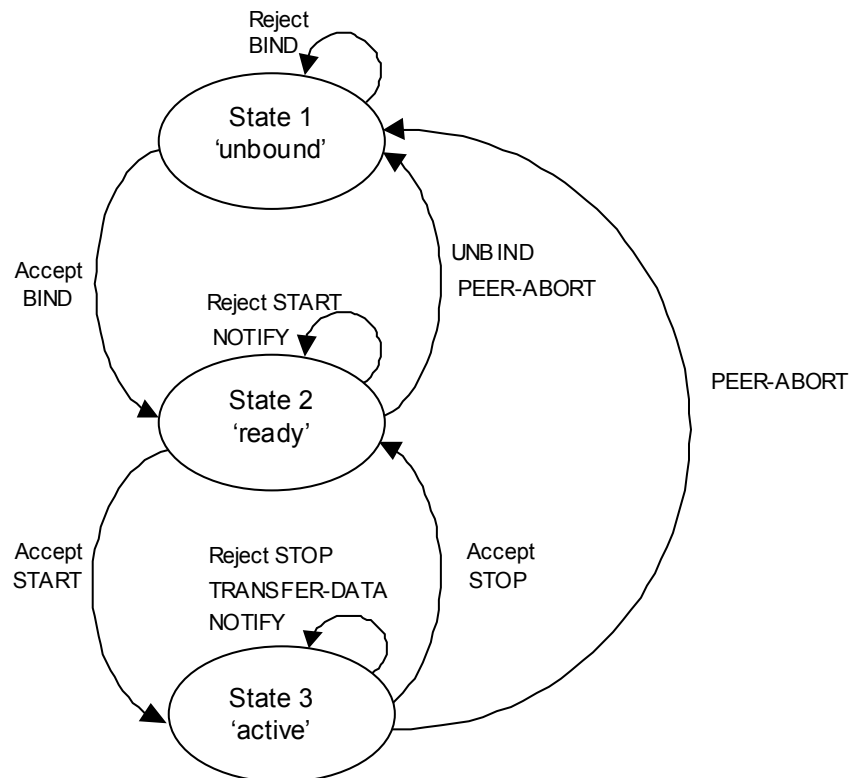 Reject
BIND
State 1
‘unbound’
UNBIND
PEER-ABORT
Accept
BIND
Reject START
NOTIFY
PEER-ABORT
State 2
‘ready’
Accept
START
Reject STOP
TRANSFER-DATA
NOTIFY
Accept
STOP
State 3
‘active’